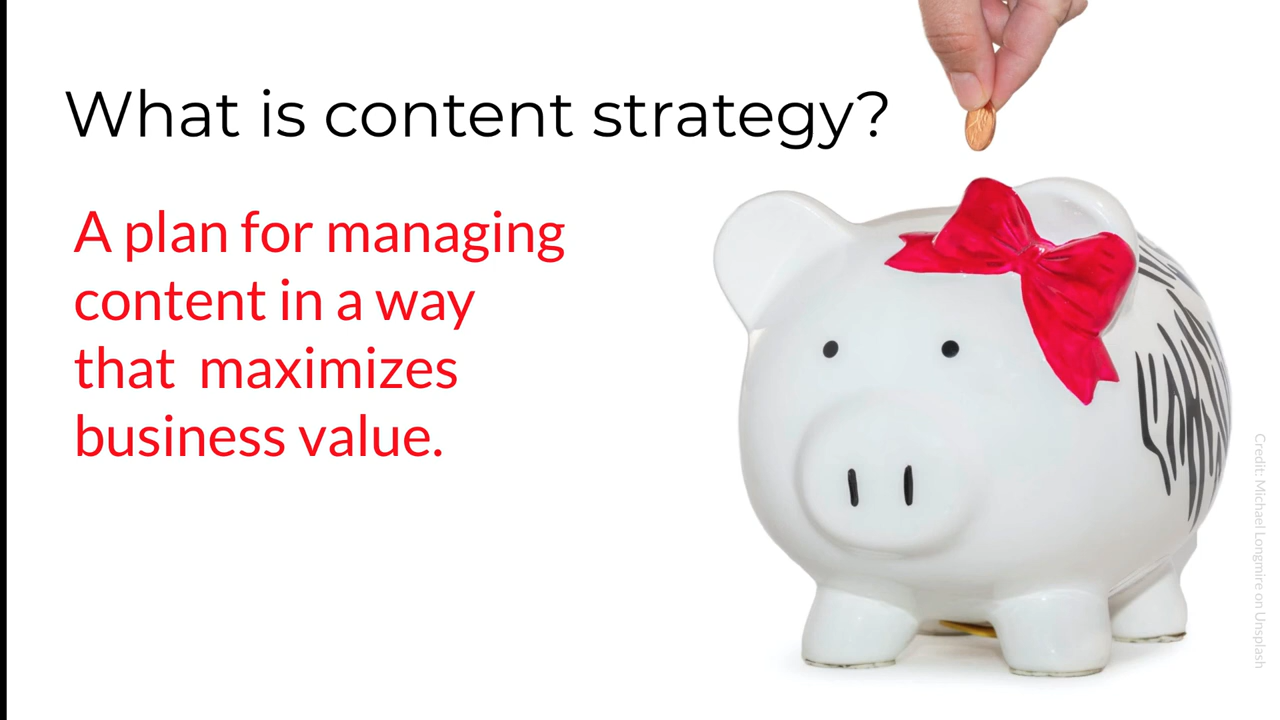 What is content strategy?
A plan for managing
content in a way
that  maximizes
business value.
Credit: Michael Longmire on Unsplash